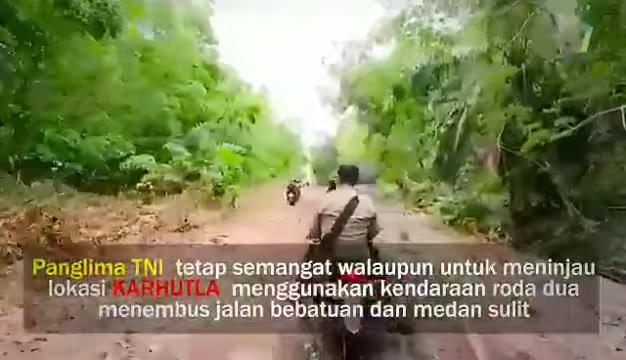 Panglima TNI tetap semangat walaupun untuk meninjau
lokasi KARHUTLA menggunakan kendaraan roda dua
menembus jalan bebatuan dan medan sulit